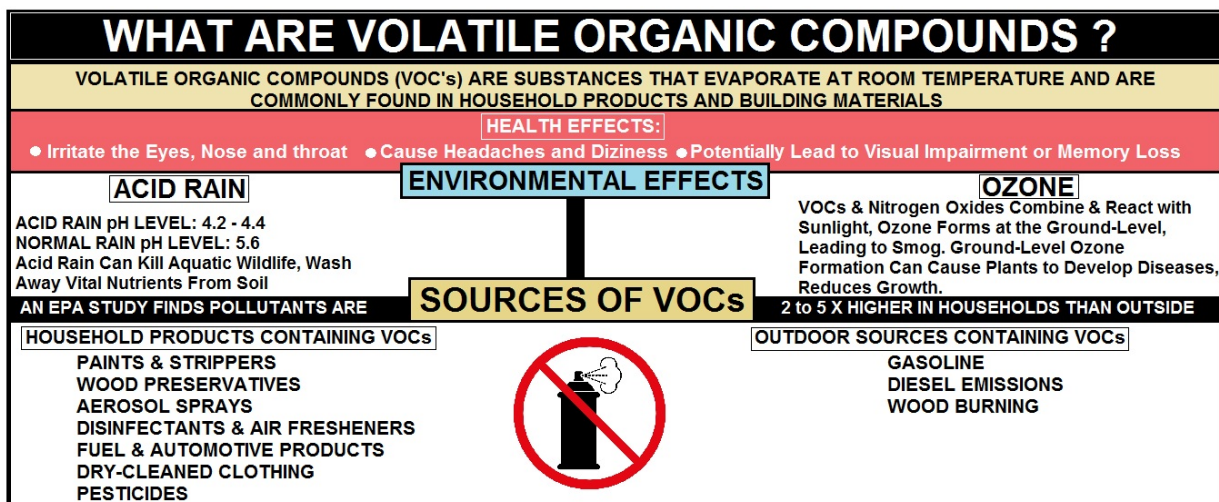 WHAT ARE VOLATILE ORGANIC COMPOUNDS ?
VOLATILE ORGANIC COMPOUNDS (VOC's) ARE SUBSTANCES THAT EVAPORATE AT ROOM TEMPERATURE AND ARE
COMMONLY FOUND IN HOUSEHOLD PRODUCTS AND BUILDING MATERIALS
HEALTH EFFECTS:
● Irritate the Eyes, Nose and throat ● Cause Headaches and Diziness ● Potentially Lead to Visual Impairment or Memory Loss
ENVIRONMENTAL EFFECTS
ACID RAIN
ACID RAIN pH LEVEL: 4.2 - 4.4
NORMAL RAIN pH LEVEL: 5.6
Acid Rain Can Kill Aquatic Wildlife, Wash
Away Vital Nutrients From Soil
OZONE
VOCs & Nitrogen Oxides Combine & React with
Sunlight, Ozone Forms at the Ground-Level,
Leading to Smog. Ground-Level Ozone
Formation Can Cause Plants to Develop Diseases,
Reduces Growth.
SOURCES OF VOCs
AN EPA STUDY FINDS POLLUTANTS ARE 2 to 5 X HIGHER IN HOUSEHOLDS THAN OUTSIDE
HOUSEHOLD PRODUCTS CONTAINING VOCs
PAINTS & STRIPPERS
WOOD PRESERVATIVES
AEROSOL SPRAYS
DISINFECTANTS & AIR FRESHENERS
FUEL & AUTOMOTIVE PRODUCTS
DRY-CLEANED CLOTHING
PESTICIDES
OUTDOOR SOURCES CONTAINING VOCs
GASOLINE
DIESEL EMISSIONS
WOOD BURNING